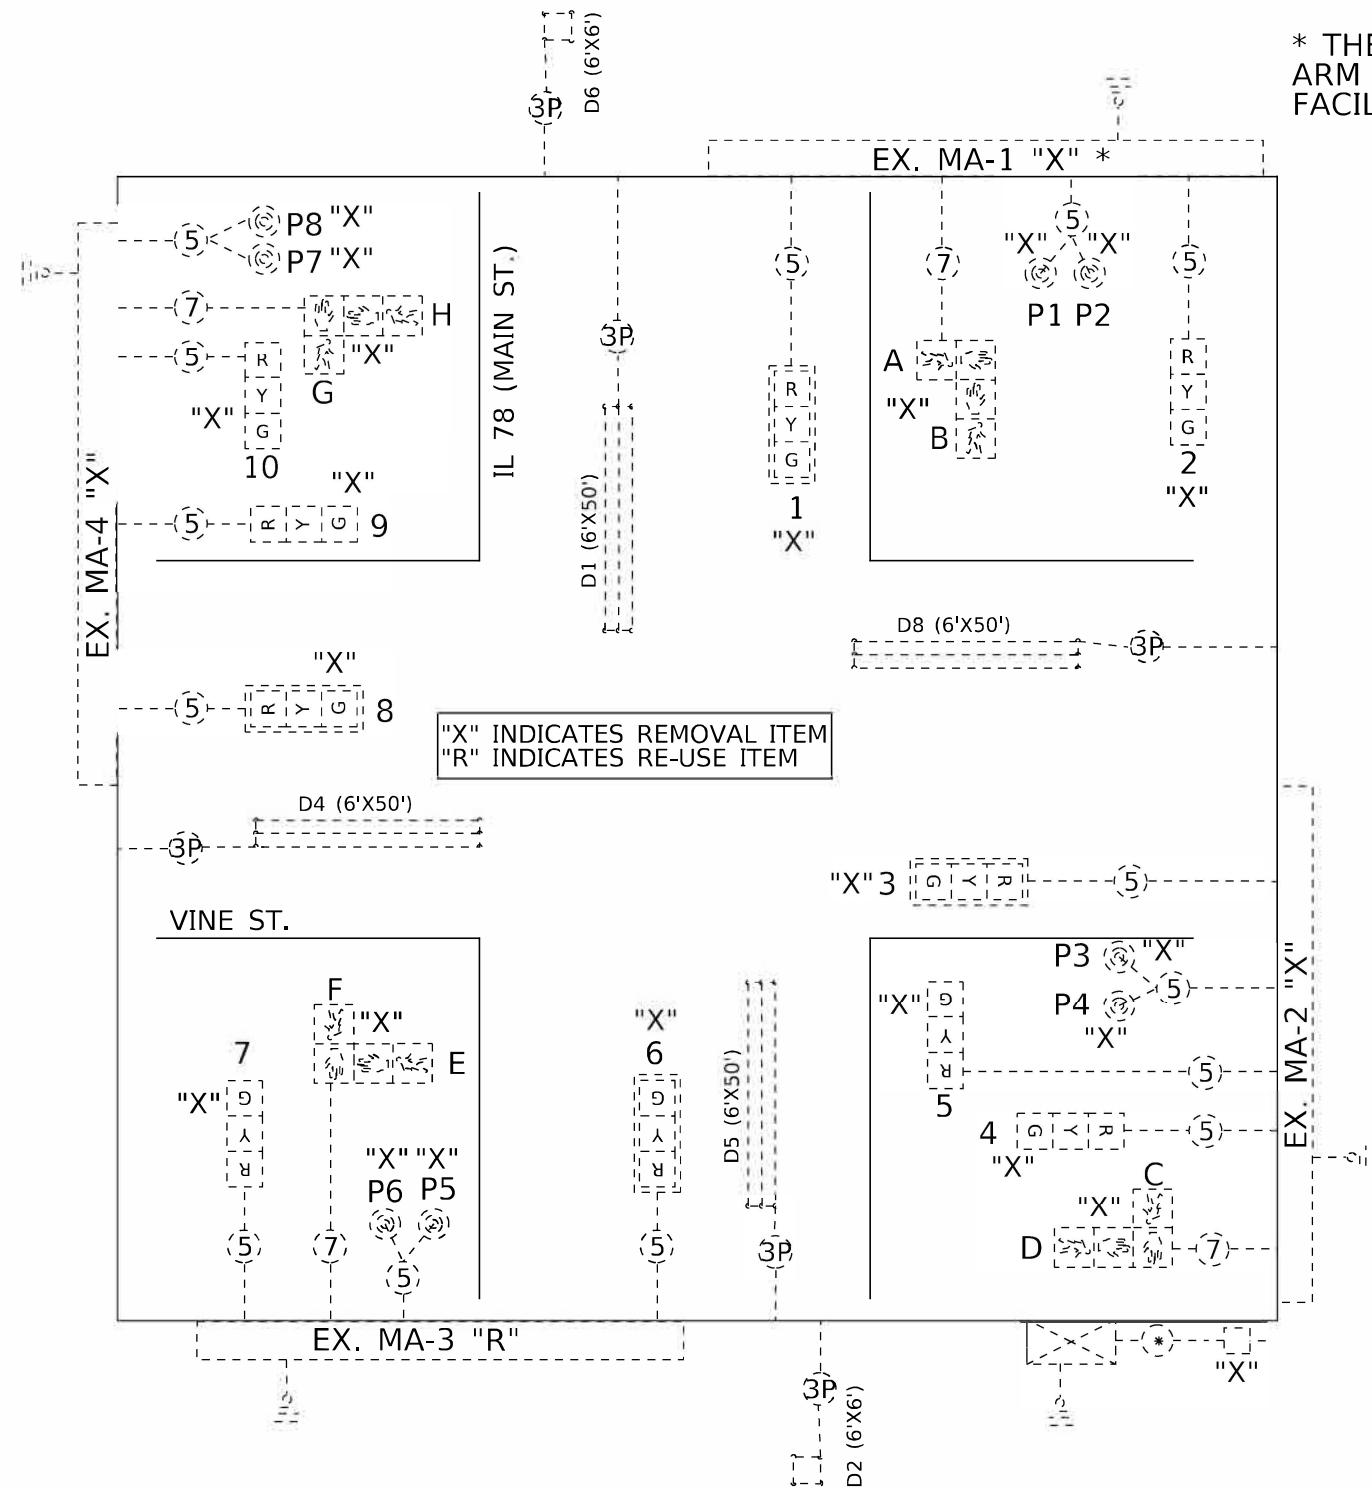 D6 (6'X6')
3P
* THE
ARM
FACIL
EX. MA-1 "X" *
5
P8 "X"
P7 "X"
7
H
5
"X"
G
R
Y
G
"X"
10
"X"
5
R Y G
9
EX. MA-4 "X"
IL 78 (MAIN ST.)
3P
D1 (6'X50')
5
R
Y
G
1
"X"
7
A
"X"
B
5
"X" "X"
P1 P2
5
R
Y
G
2
"X"
D8 (6'X50')
3P
"X"
5
R Y G
8
"X" INDICATES REMOVAL ITEM
"R" INDICATES RE-USE ITEM
D4 (6'X50')
3P
"X" 3
G Y R
5
VINE ST.
F
"X"
E
7
"X"
G
Y
R
5
7
"X" "X"
P6 P5
5
"X"
6
G
Y
R
5
D5 (6'X50')
3P
P3 "X"
5
P4
"X"
"X"
G
Y
R
5
5
4
G Y R
5
"X"
C
"X"
D
7
EX. MA-2 "X"
EX. MA-3 "R"
*
"X"
3P
D2 (6'X6')